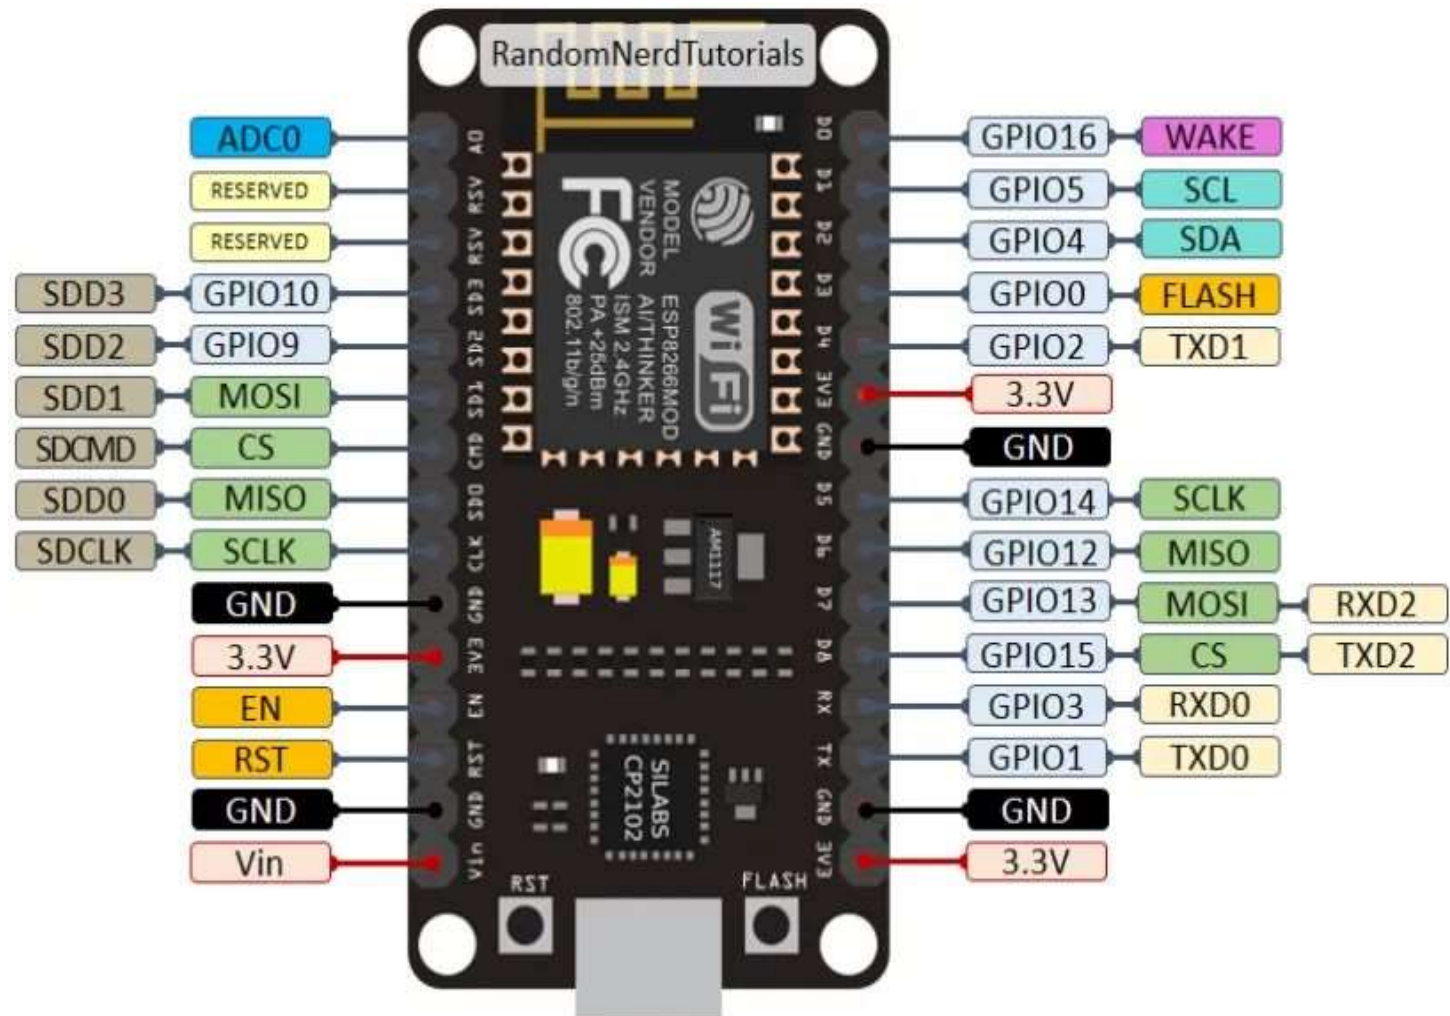 RandomNerdTutorials
ADC0
RESERVED
RESERVED
SDD3 GPIO10
SDD2 GPIO9
SDD1 MOSI
SDCMD CS
SDD0 MISO
SDCLK SCLK
GND
3.3V
EN
RST
GND
Vin
A0
RSV
RSV
SD3
SD2
SD1
CMD
SD0
CLK
GND
3V3
EN
RST
GND
Vin
MODEL
VENDOR
FC
ESP8266MOD
AI/THINKER
ISM 2.4GHz
PA +25dBm
802.11b/g/n
Wi Fi
AM1117
SILABS
CP2102
RST
FLASH
D0
D1
D2
D3
D4
3V3
GND
D5
D6
D7
D8
RX
TX
GND
3V3
GPIO16 WAKE
GPIO5 SCL
GPIO4 SDA
GPIO0 FLASH
GPIO2 TXD1
3.3V
GND
GPIO14 SCLK
GPIO12 MISO
GPIO13 MOSI RXD2
GPIO15 CS TXD2
GPIO3 RXD0
GPIO1 TXD0
GND
3.3V